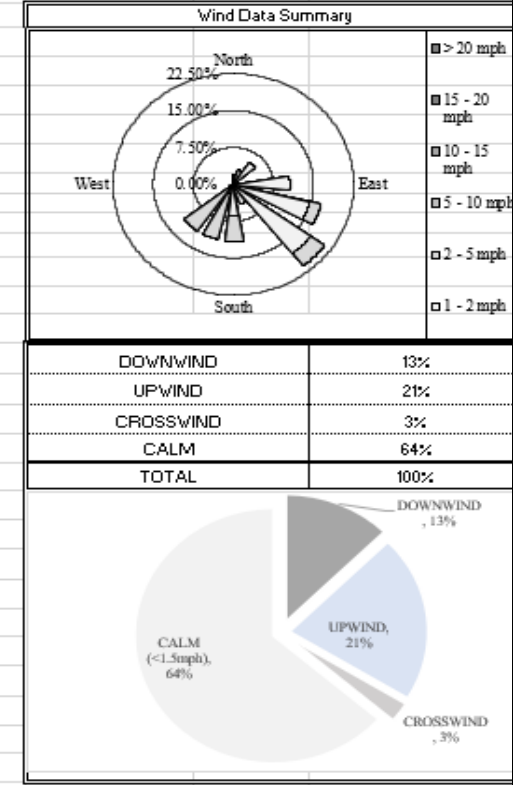 Wind Data Summary
North
22.50%
15.00%
7.50%
0.00%
West
East
South
> 20 mph
15 - 20
mph
10 - 15
mph
5 - 10 mph
2 - 5 mph
1 - 2 mph
DOWNWIND 13%
UPWIND 21%
CROSSWIND 3%
CALM 64%
TOTAL 100%
DOWNWIND
, 13%
UPWIND,
21%
CALM
(<1.5mph),
64%
CROSSWIND
, 3%